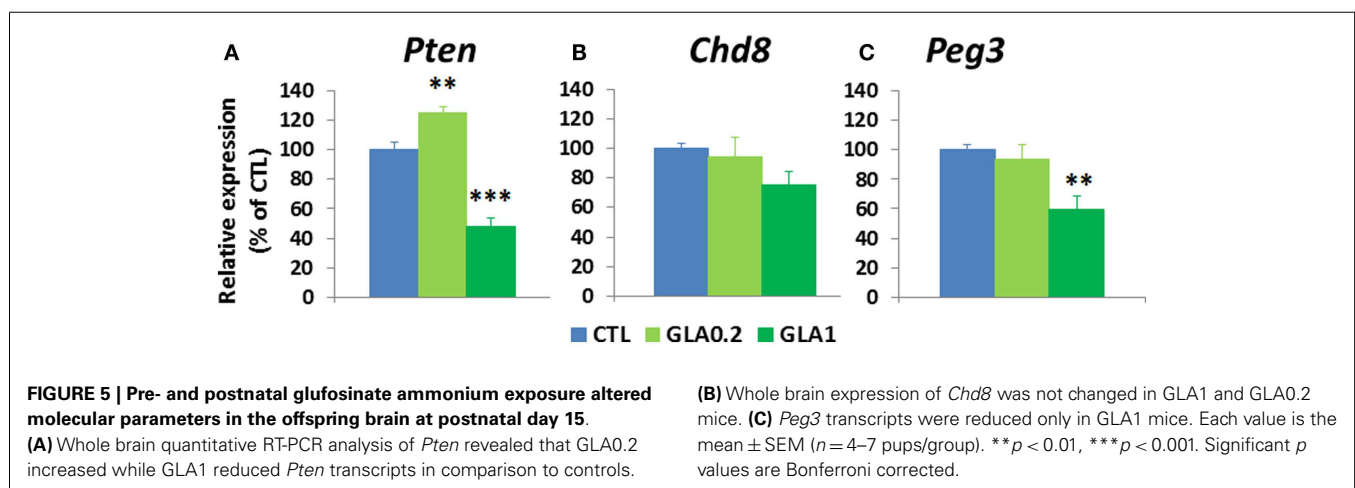 A Pten B Chd8 C Peg3
Relative expression
(% of CTL)
140
120
100
80
60
40
20
0
**
***
140
120
100
80
60
40
20
0
140
120
100
80
60
40
20
0
**
CTL GLA0.2 GLA1
FIGURE 5 | Pre- and postnatal glufosinate ammonium exposure altered
molecular parameters in the offspring brain at postnatal day 15.
(A) Whole brain quantitative RT-PCR analysis of Pten revealed that GLA0.2
increased while GLA1 reduced Pten transcripts in comparison to controls.
(B) Whole brain expression of Chd8 was not changed in GLA1 and GLA0.2
mice. (C) Peg3 transcripts were reduced only in GLA1 mice. Each value is the
mean ± SEM (n = 4–7 pups/group). **p < 0.01, ***p < 0.001. Significant p
values are Bonferroni corrected.